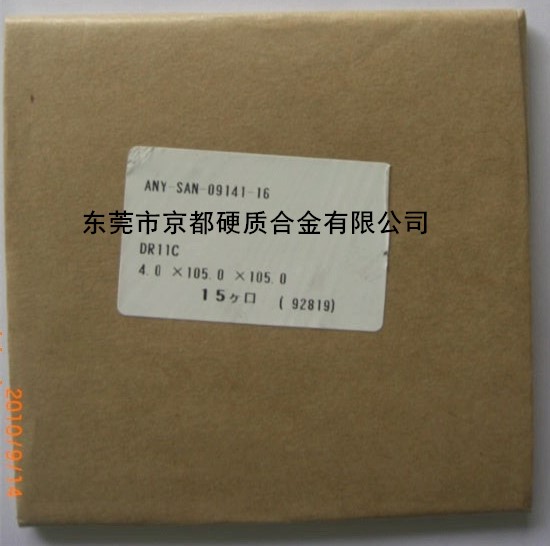 ANY-SAN-09141-16
东莞市京都硬质合金有限公司
DR11C
4.0 ×105.0 ×105.0
15ケ口 ( 92819)
2010/9/14